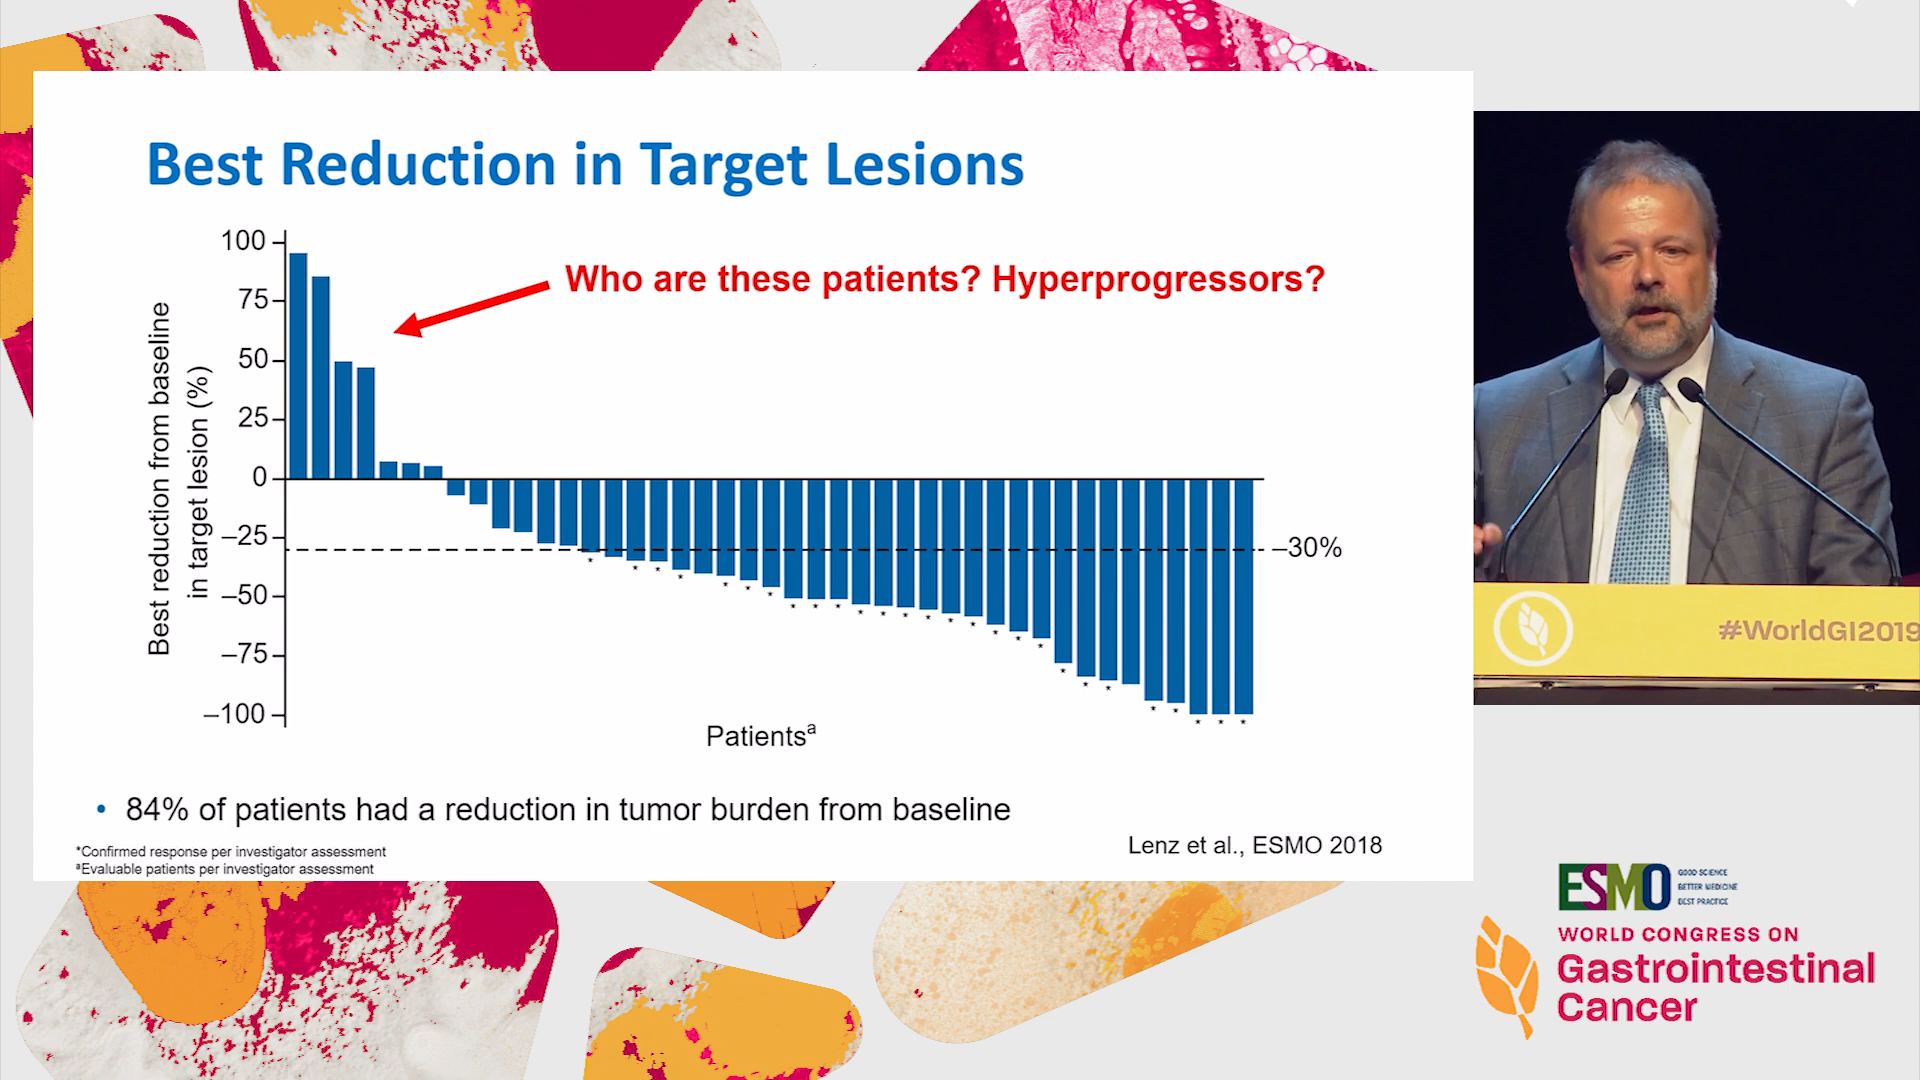 Best Reduction in Target Lesions
Best reduction from baseline
in target lesion (%)
100
75
50
25
0
–25
–50
–75
–100
Who are these patients? Hyperprogressors?
–30%
* * * * * * * * * * * * * * * * * * * * * * * * * *
Patientsª
• 84% of patients had a reduction in tumor burden from baseline
*Confirmed response per investigator assessment
ªEvaluable patients per investigator assessment
Lenz et al., ESMO 2018
#WorldGI2019
ESMO
GOOD SCIENCE
BETTER MEDICINE
BEST PRACTICE
WORLD CONGRESS ON
Gastrointestinal
Cancer